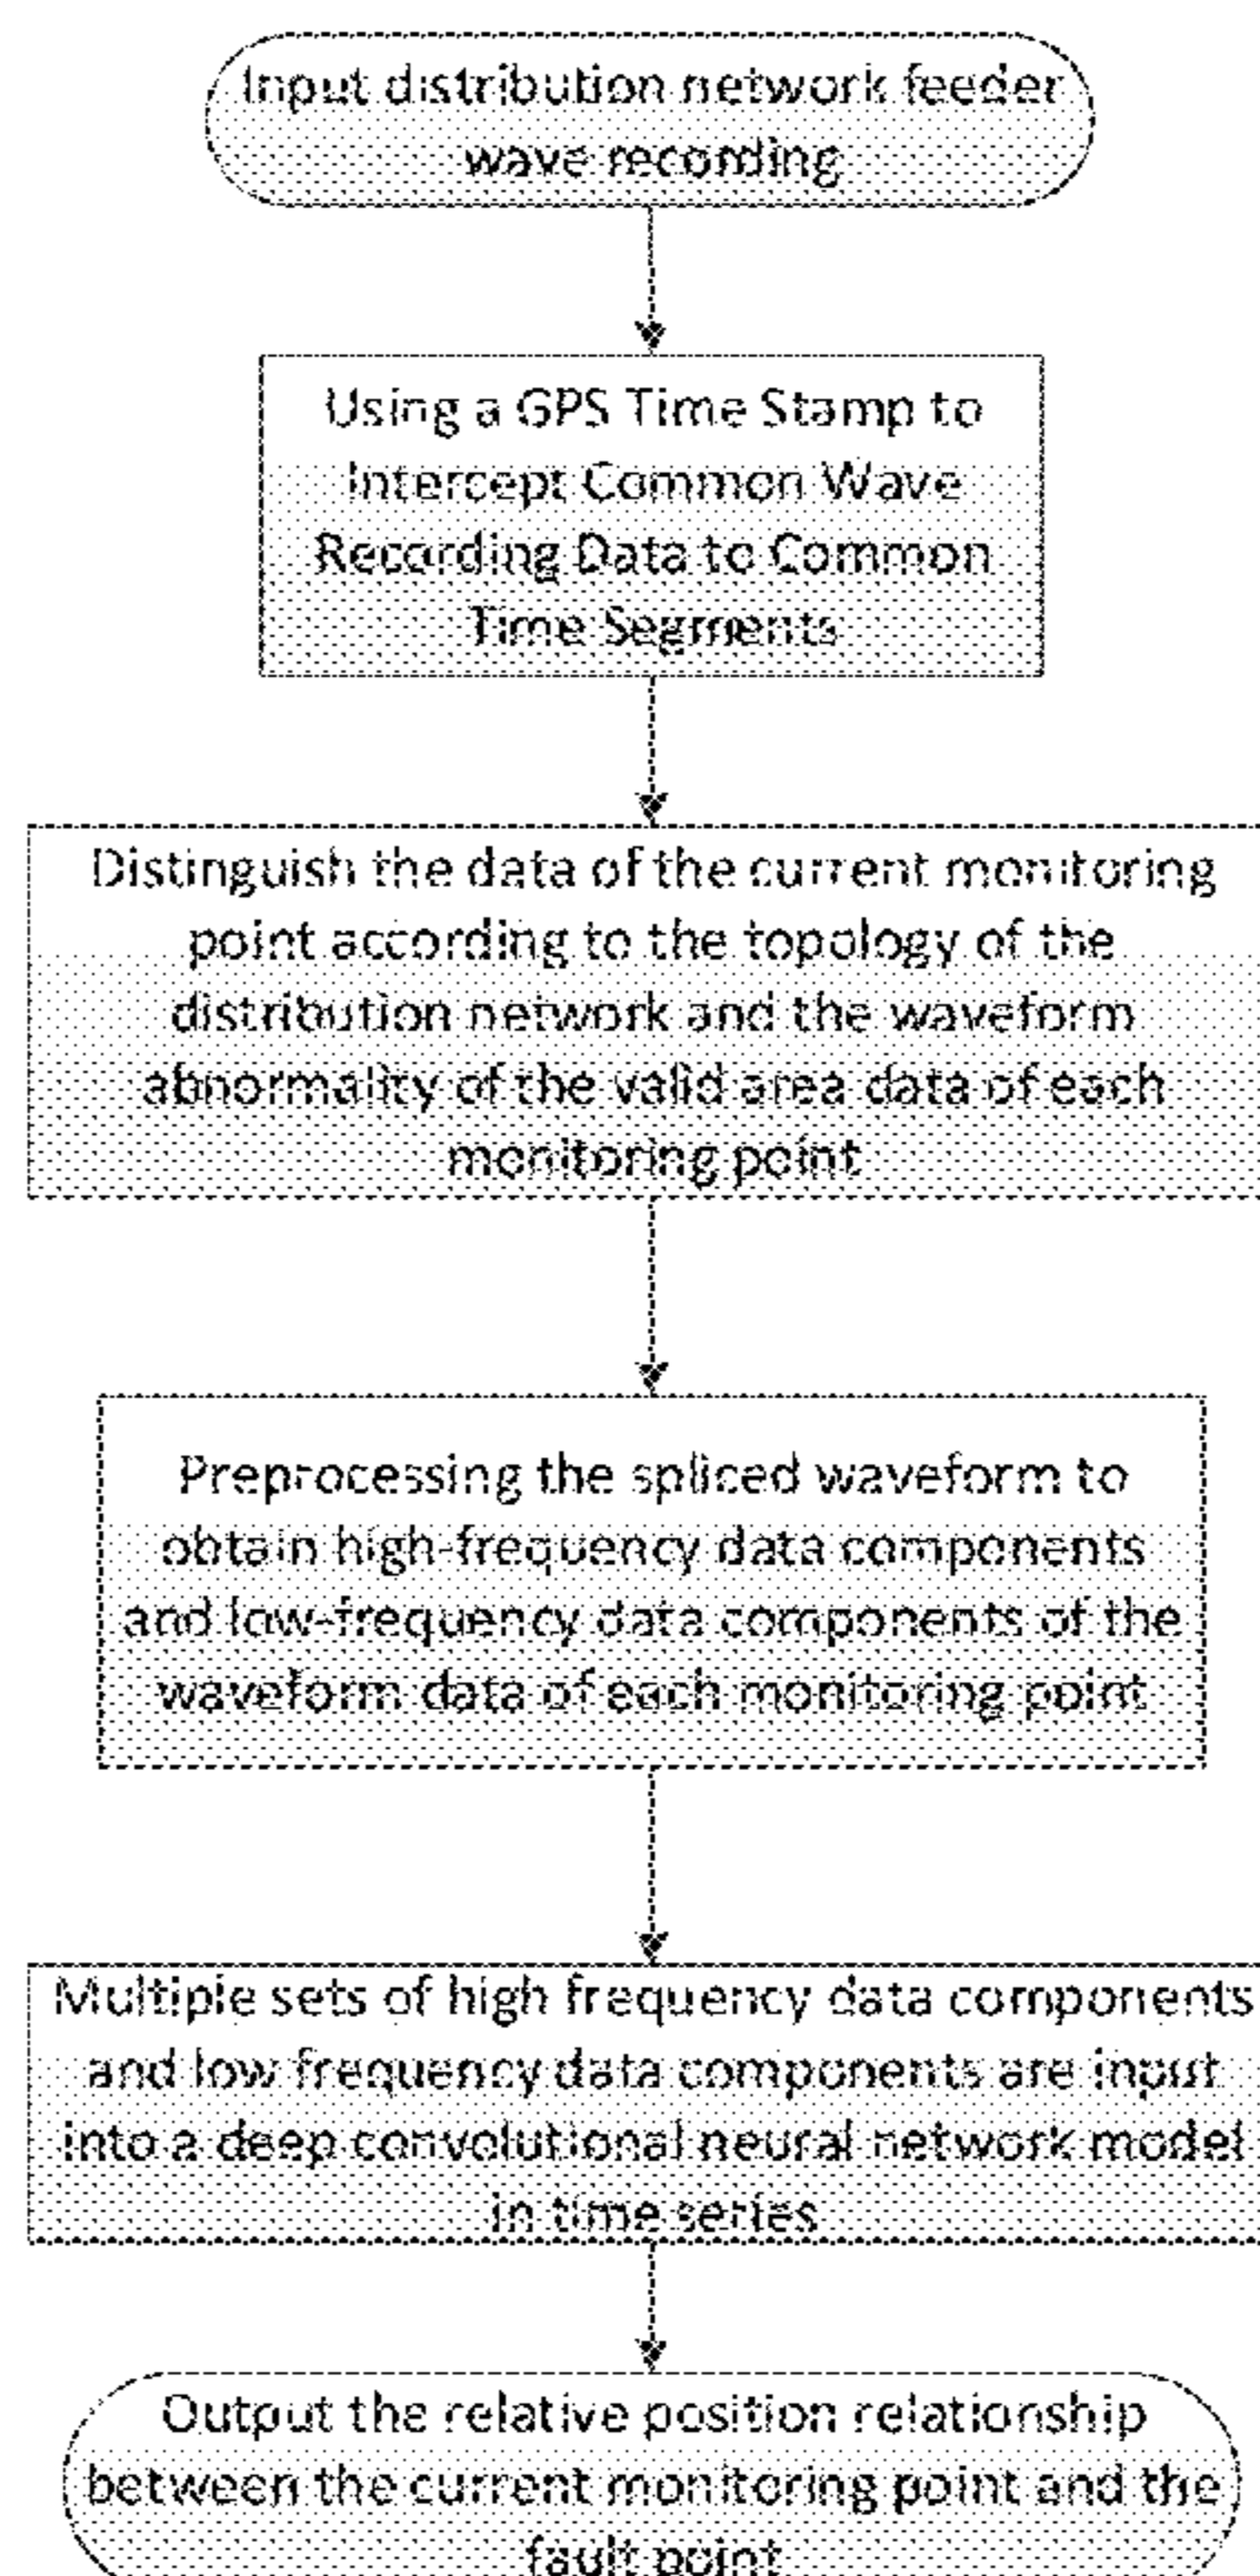 Input distribution network feeder
wave recording
Using a GPS Time Stamp to
Intercept Common Wave
Recording Data to Common
Time Segments
Distinguish the data of the current monitoring
point according to the topology of the
distribution network and the waveform
abnormality of the valid area data of each
monitoring point
Preprocessing the spliced waveform to
obtain high-frequency data components
and low-frequency data components of the
waveform data of each monitoring point
Multiple sets of high frequency data components
and low frequency data components are input
into a deep convolutional neural network model
in time series
Output the relative position relationship
between the current monitoring point and the
fault point